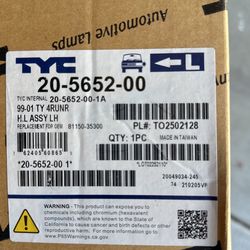 Automotive Lamps
TYC
L
20-5652-00
TYC INTERNAL 20-5652-00-1A
99-01 TY 4RUNR
H.L ASSY LH
REPLACEMENT FOR OEM 81150-35300
PL#: TO2502128
QTY: 1PC
MADE IN TAIWAN
*20-5652-00 1*
20049034-245
74 210205VF
WARNING: This product can expose you
to chemicals including chromium
(hexavalent compounds), which are
known to the State of California
to cause cancer and birth defects
or other reproductive harm.
For more information go to
www.P65Warnings.ca.gov.